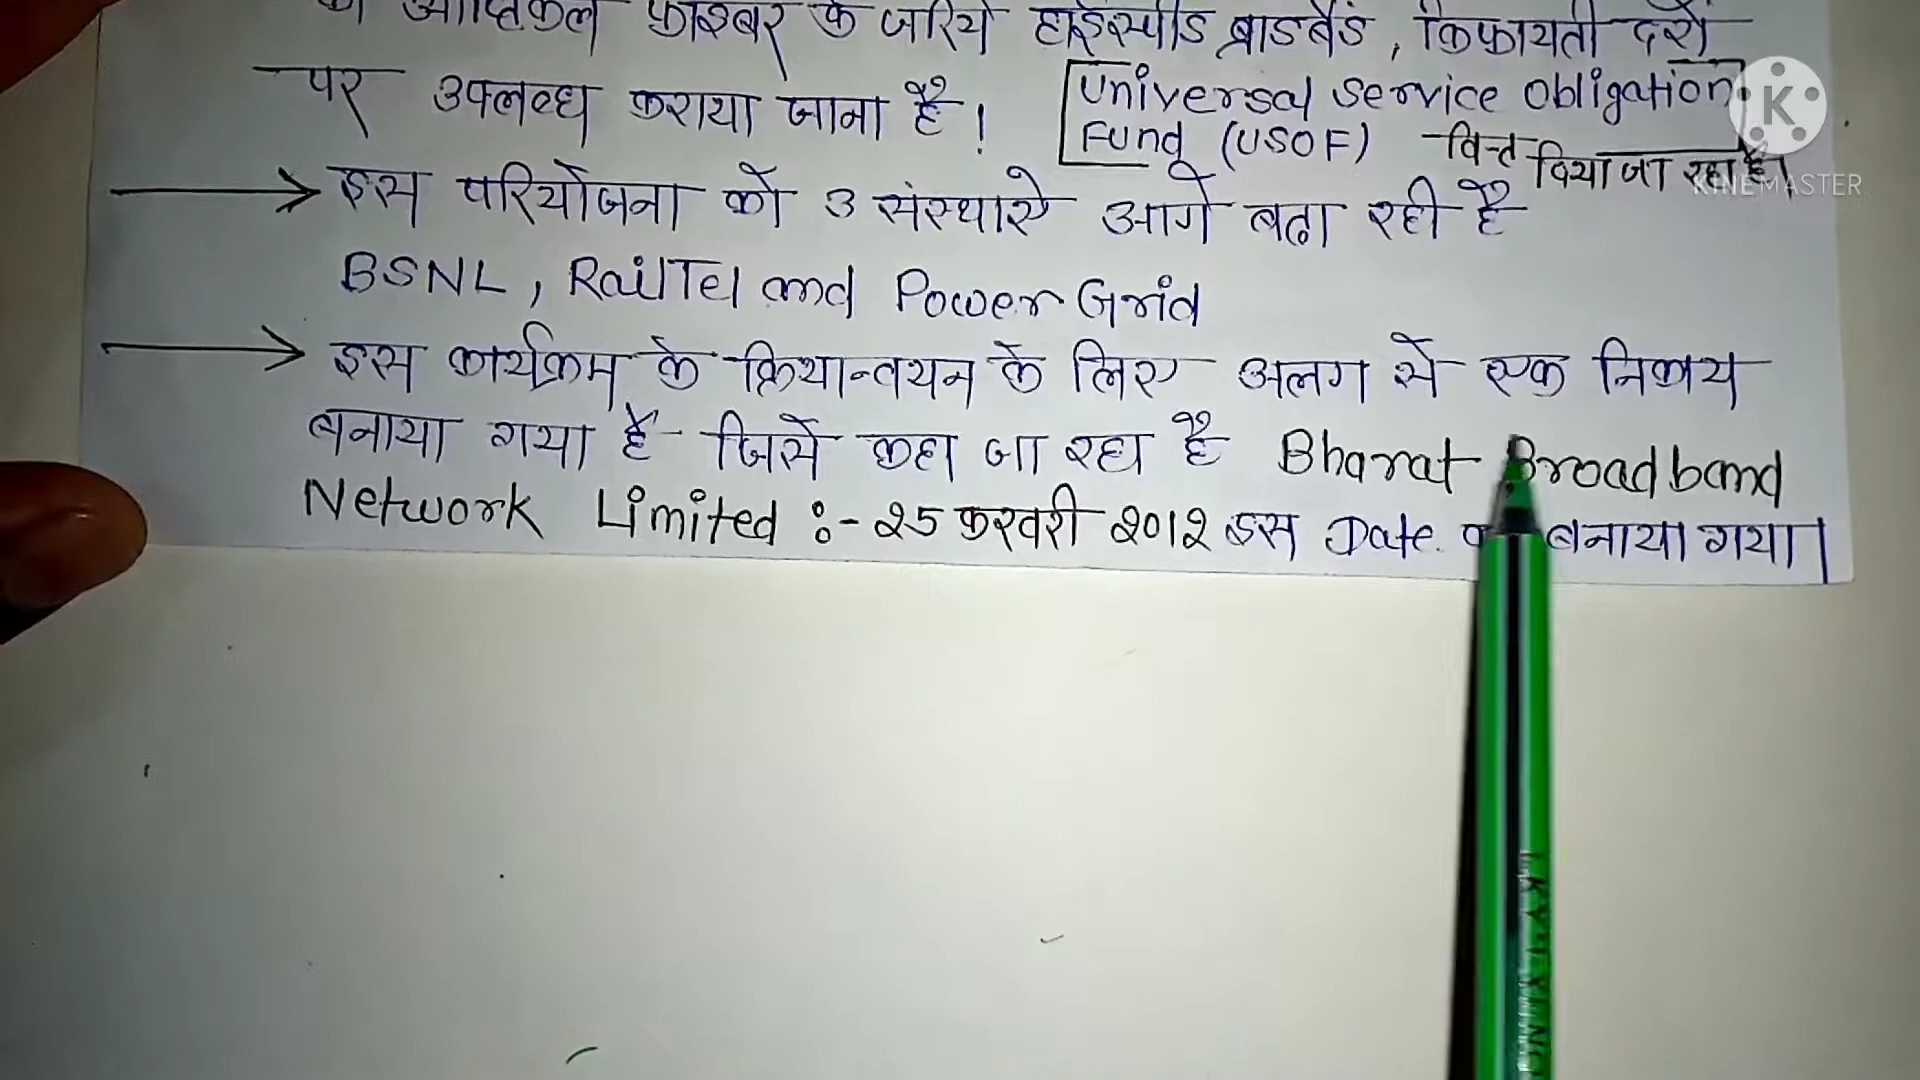 को ऑप्टिकल फ़ाइबर के जरिये हाईस्पीड ब्राडबैंड , किफायती दरों
पर उपलब्ध कराया जाना है !
Universal Service Obligation
Fund (USOF) वित्त दिया जा रहा है।
इस परियोजना को 3 संस्थाऐ आगे बढा रही है
BSNL , RailTel and Power Grid
इस कार्यक्रम के क्रियान्वयन के लिए अलग से एक निकाय
बनाया गया है जिसे कहा जा रहा है Bharat Broadband
Network Limited :- 25 फरवरी 2012 इस Date बनाया गया।
K
KINEMASTER